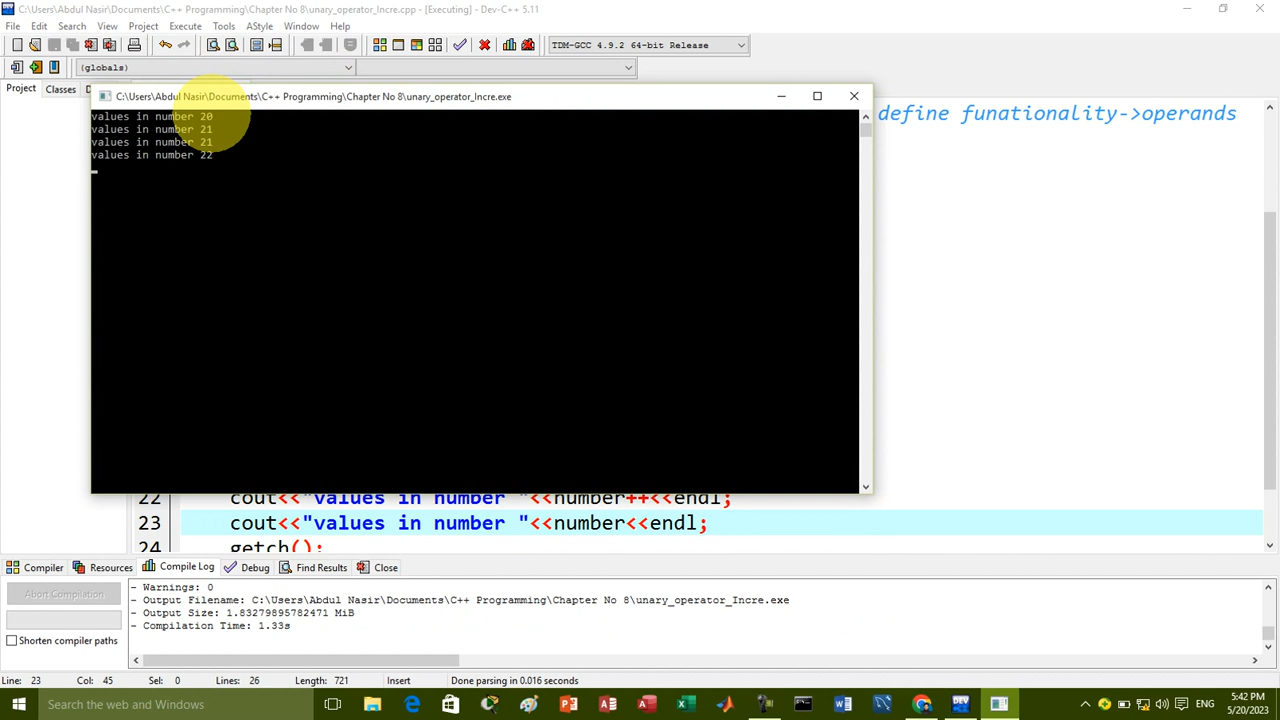 C:\Users\Abdul Nasir\Documents\C++ Programming\Chapter No 8\unary_operator_Incre.cpp - [Executing] - Dev-C++ 5.11
File Edit Search View Project Execute Tools AStyle Window Help
TDM-GCC 4.9.2 64-bit Release
(globals)
Project Classes D
C:\Users\Abdul Nasir\Documents\C++ Programming\Chapter No 8\unary_operator_Incre.exe
define funationality->operands
values in number 20
values in number 21
values in number 21
values in number 22
22 cout<<"values in number "<<number++<<endl;
23 cout<<"values in number "<<number<<endl;
24 getch();
Compiler Resources Compile Log Debug Find Results Close
Abort Compilation
Shorten compiler paths
- Warnings: 0
- Output Filename: C:\Users\Abdul Nasir\Documents\C++ Programming\Chapter No 8\unary_operator_Incre.exe
- Output Size: 1.83279895782471 MiB
- Compilation Time: 1.33s
Line: 23 Col: 45 Sel: 0 Lines: 26 Length: 721 Insert Done parsing in 0.016 seconds
Search the web and Windows
ENG
5:42 PM
5/20/2023